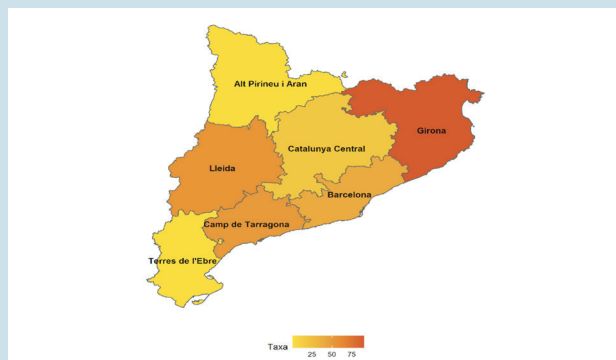 Alt Pirineu i Aran
Girona
Catalunya Central
Lleida
Barcelona
Camp de Tarragona
Terres de l'Ebre
Taxa
25 50 75